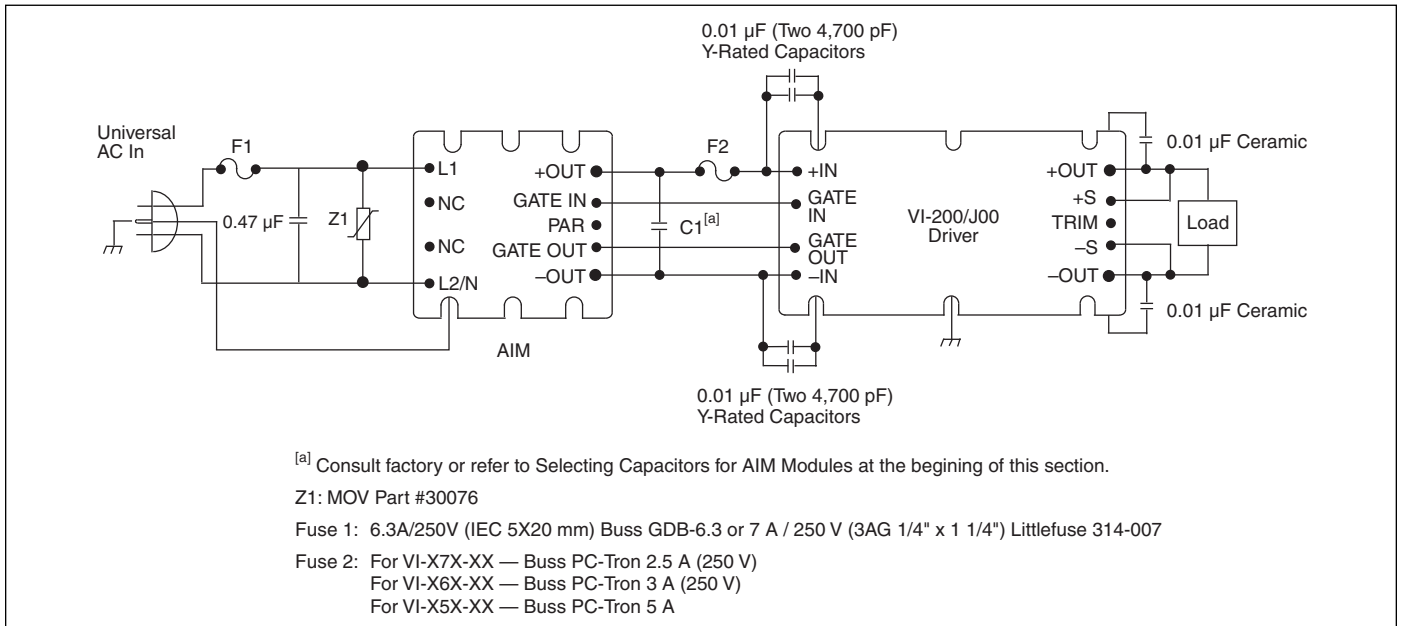 0.01 µF (Two 4,700 pF)
Y-Rated Capacitors
Universal
AC In
F1
0.47 µF
Z1
L1
NC
NC
L2/N
+OUT
GATE IN
PAR
GATE OUT
–OUT
AIM
F2
C1[a]
+IN
GATE
IN
GATE
OUT
–IN
VI-200/J00
Driver
+OUT
+S
TRIM
–S
–OUT
0.01 µF Ceramic
Load
0.01 µF Ceramic
0.01 µF (Two 4,700 pF)
Y-Rated Capacitors
[a] Consult factory or refer to Selecting Capacitors for AIM Modules at the begining of this section.
Z1: MOV Part #30076
Fuse 1: 6.3A/250V (IEC 5X20 mm) Buss GDB-6.3 or 7 A / 250 V (3AG 1/4" x 1 1/4") Littlefuse 314-007
Fuse 2: For VI-X7X-XX — Buss PC-Tron 2.5 A (250 V)
For VI-X6X-XX — Buss PC-Tron 3 A (250 V)
For VI-X5X-XX — Buss PC-Tron 5 A